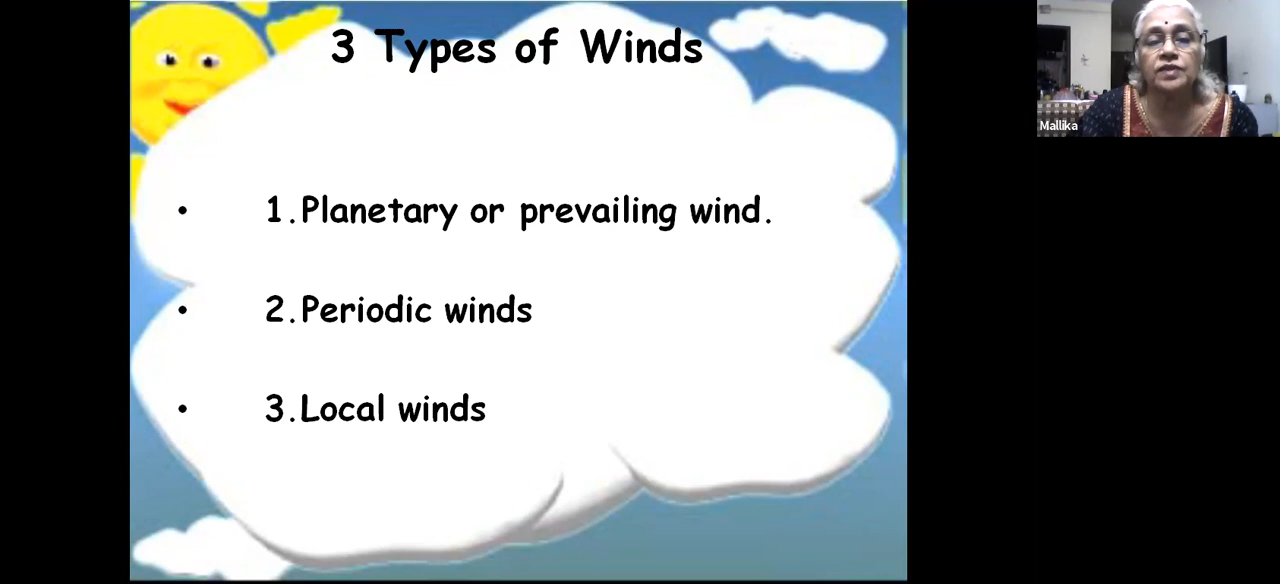 3 Types of Winds
• 1.Planetary or prevailing wind.
• 2.Periodic winds
• 3.Local winds
Mallika